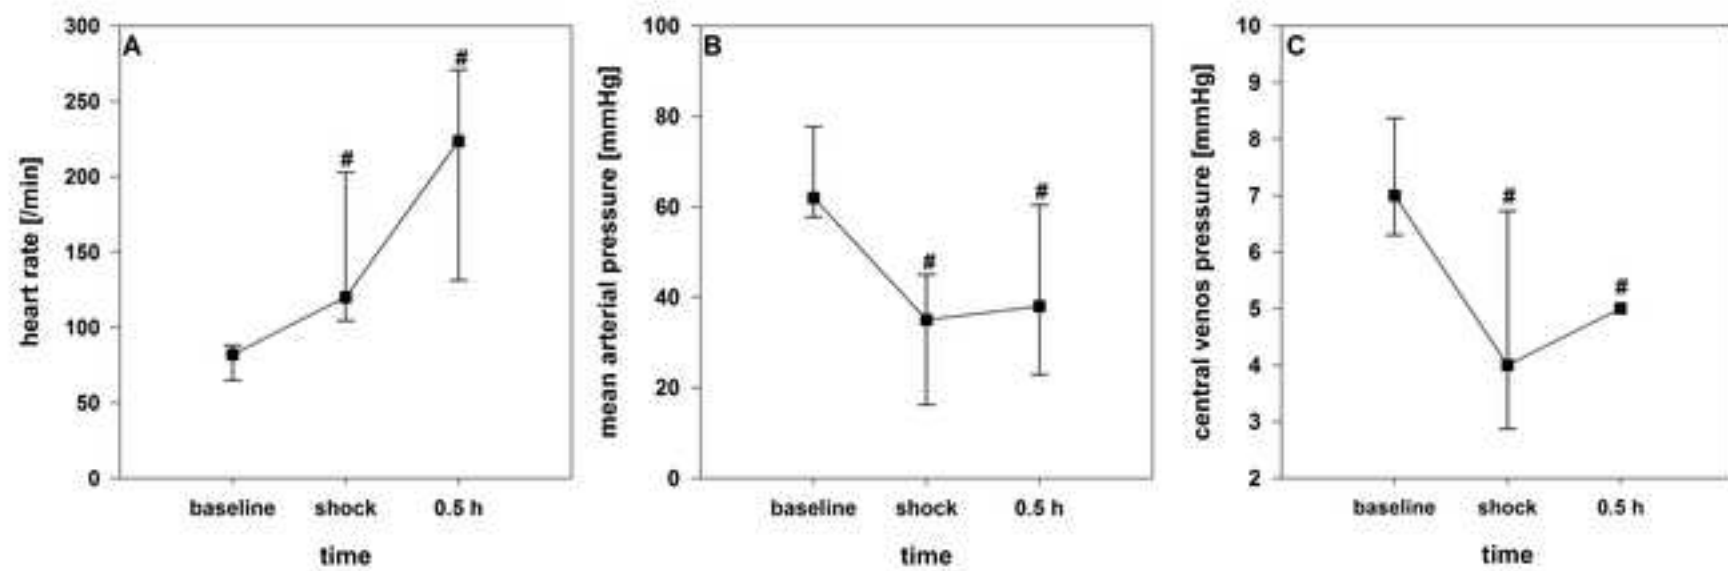 A
heart rate [/min]
300
250
200
150
100
50
0
#
#
baseline shock 0.5 h
time
B
mean arterial pressure [mmHg]
100
80
60
40
20
0
#
#
baseline shock 0.5 h
time
C
central venos pressure [mmHg]
10
9
8
7
6
5
4
3
2
#
#
baseline shock 0.5 h
time